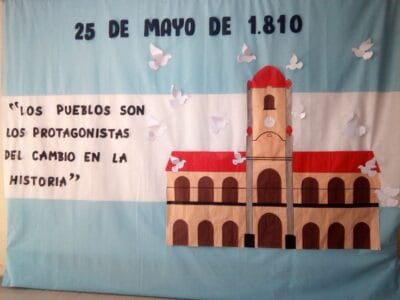 25 DE MAYO DE 1.810
"LOS PUEBLOS SON
LOS PROTAGONISTAS
DEL CAMBIO EN LA
HISTORIA"